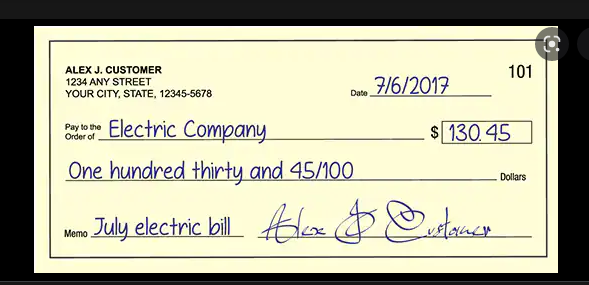 ALEX J. CUSTOMER
1234 ANY STREET
YOUR CITY, STATE, 12345-5678
101
Date 7/6/2017
Pay to the
Order of Electric Company $ 130.45
One hundred thirty and 45/100 Dollars
Memo July electric bill Alex J Customer